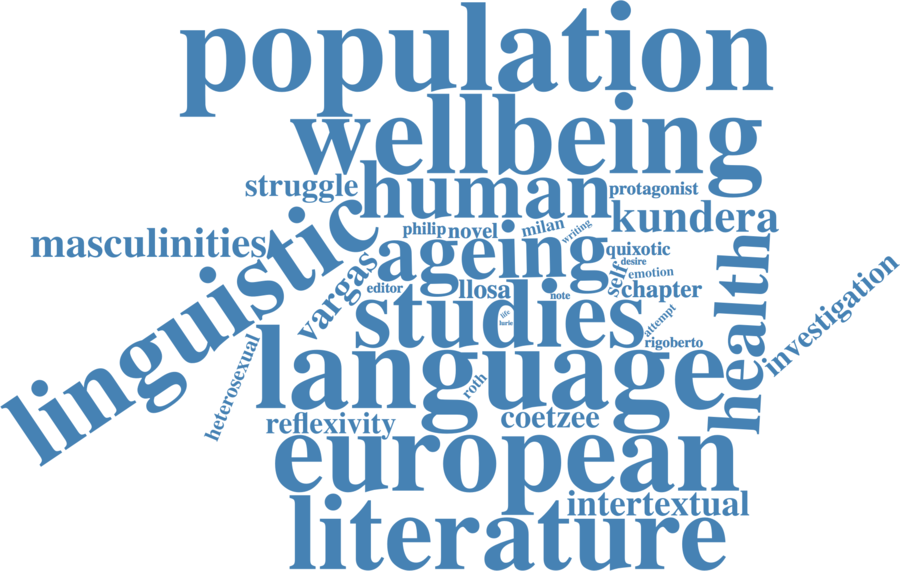 population
wellbeing
struggle
human
protagonist
kundera
masculinities
linguistic
philip
novel
milan
writing
ageing
quixotic
desire
emotion
self
vargas
editor
llosa
note
chapter
health
investigation
studies
life
lurie
attempt
rigoberto
heterosexual
language
roth
reflexivity
coetzee
european
intertextual
literature